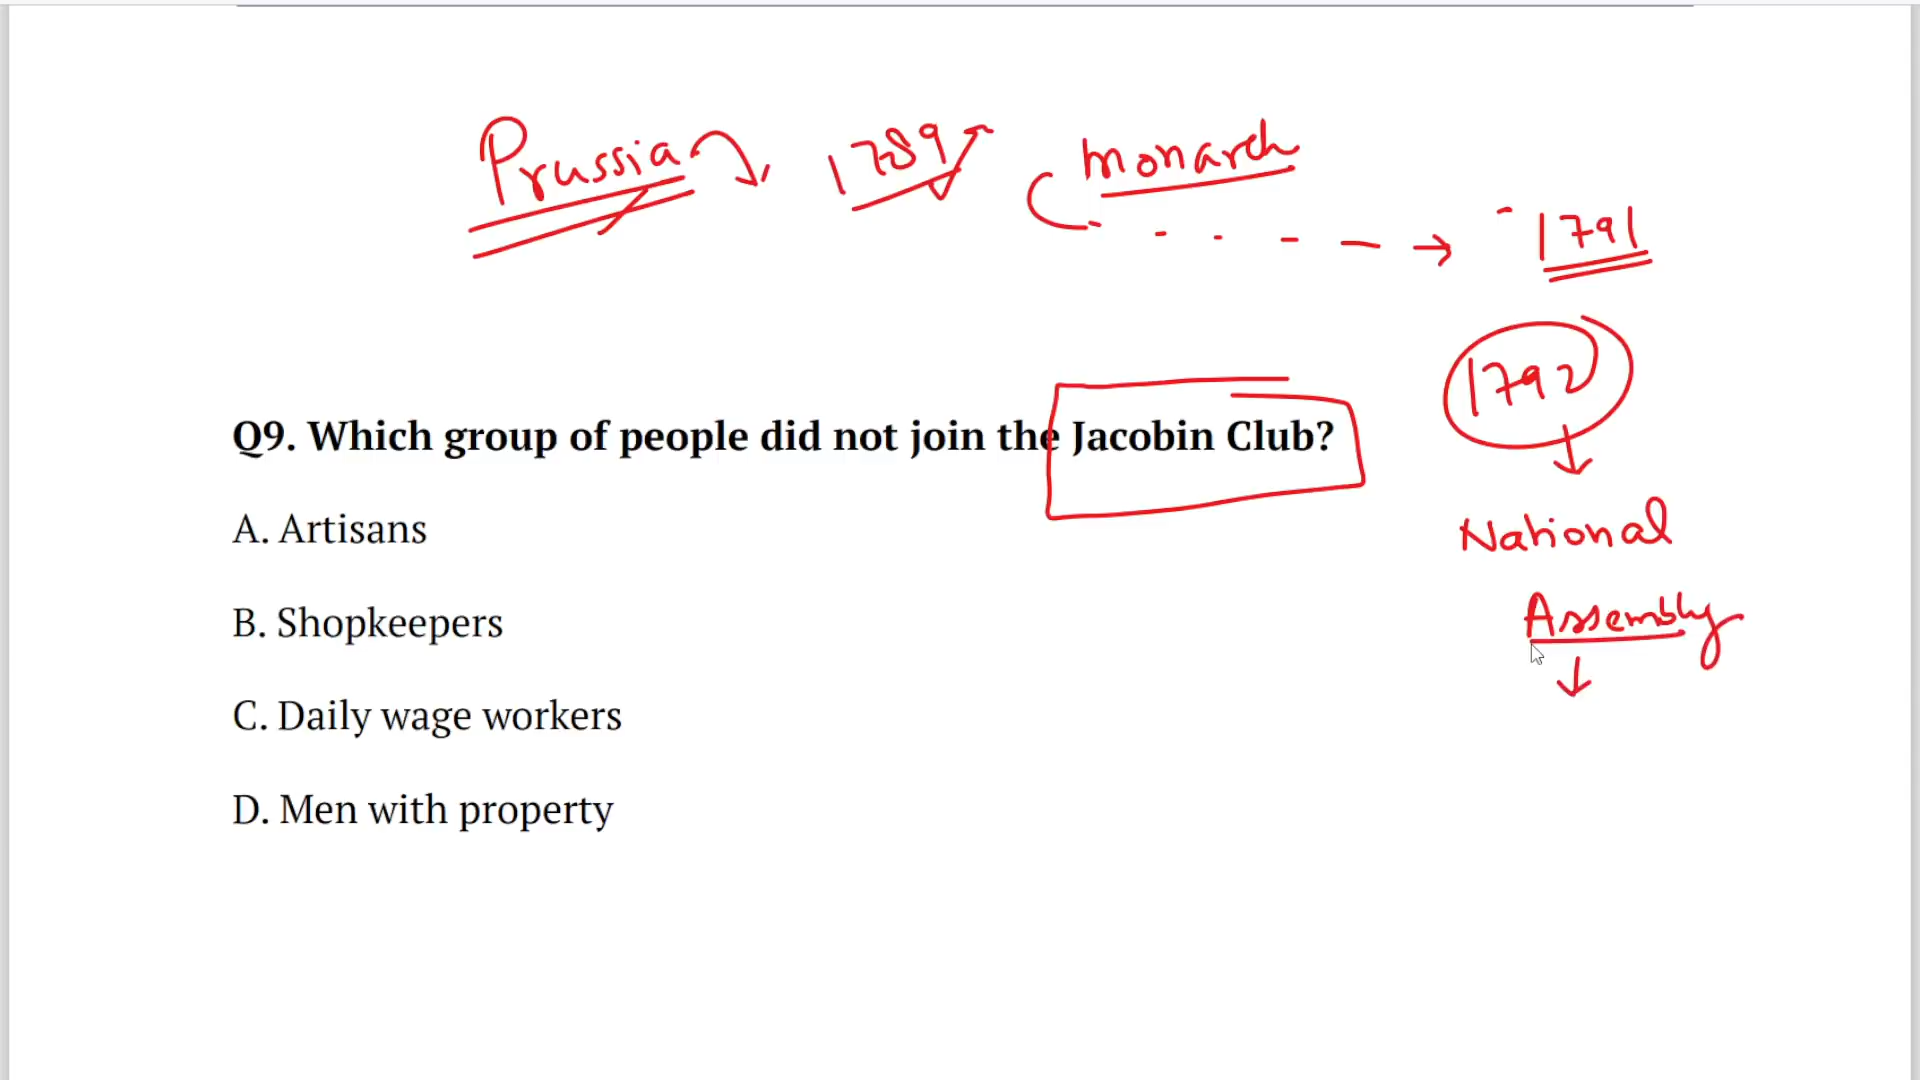 Prussia 1789 Monarch
1791
1792
Q9. Which group of people did not join the Jacobin Club?
A. Artisans
National
B. Shopkeepers
Assembly
C. Daily wage workers
D. Men with property